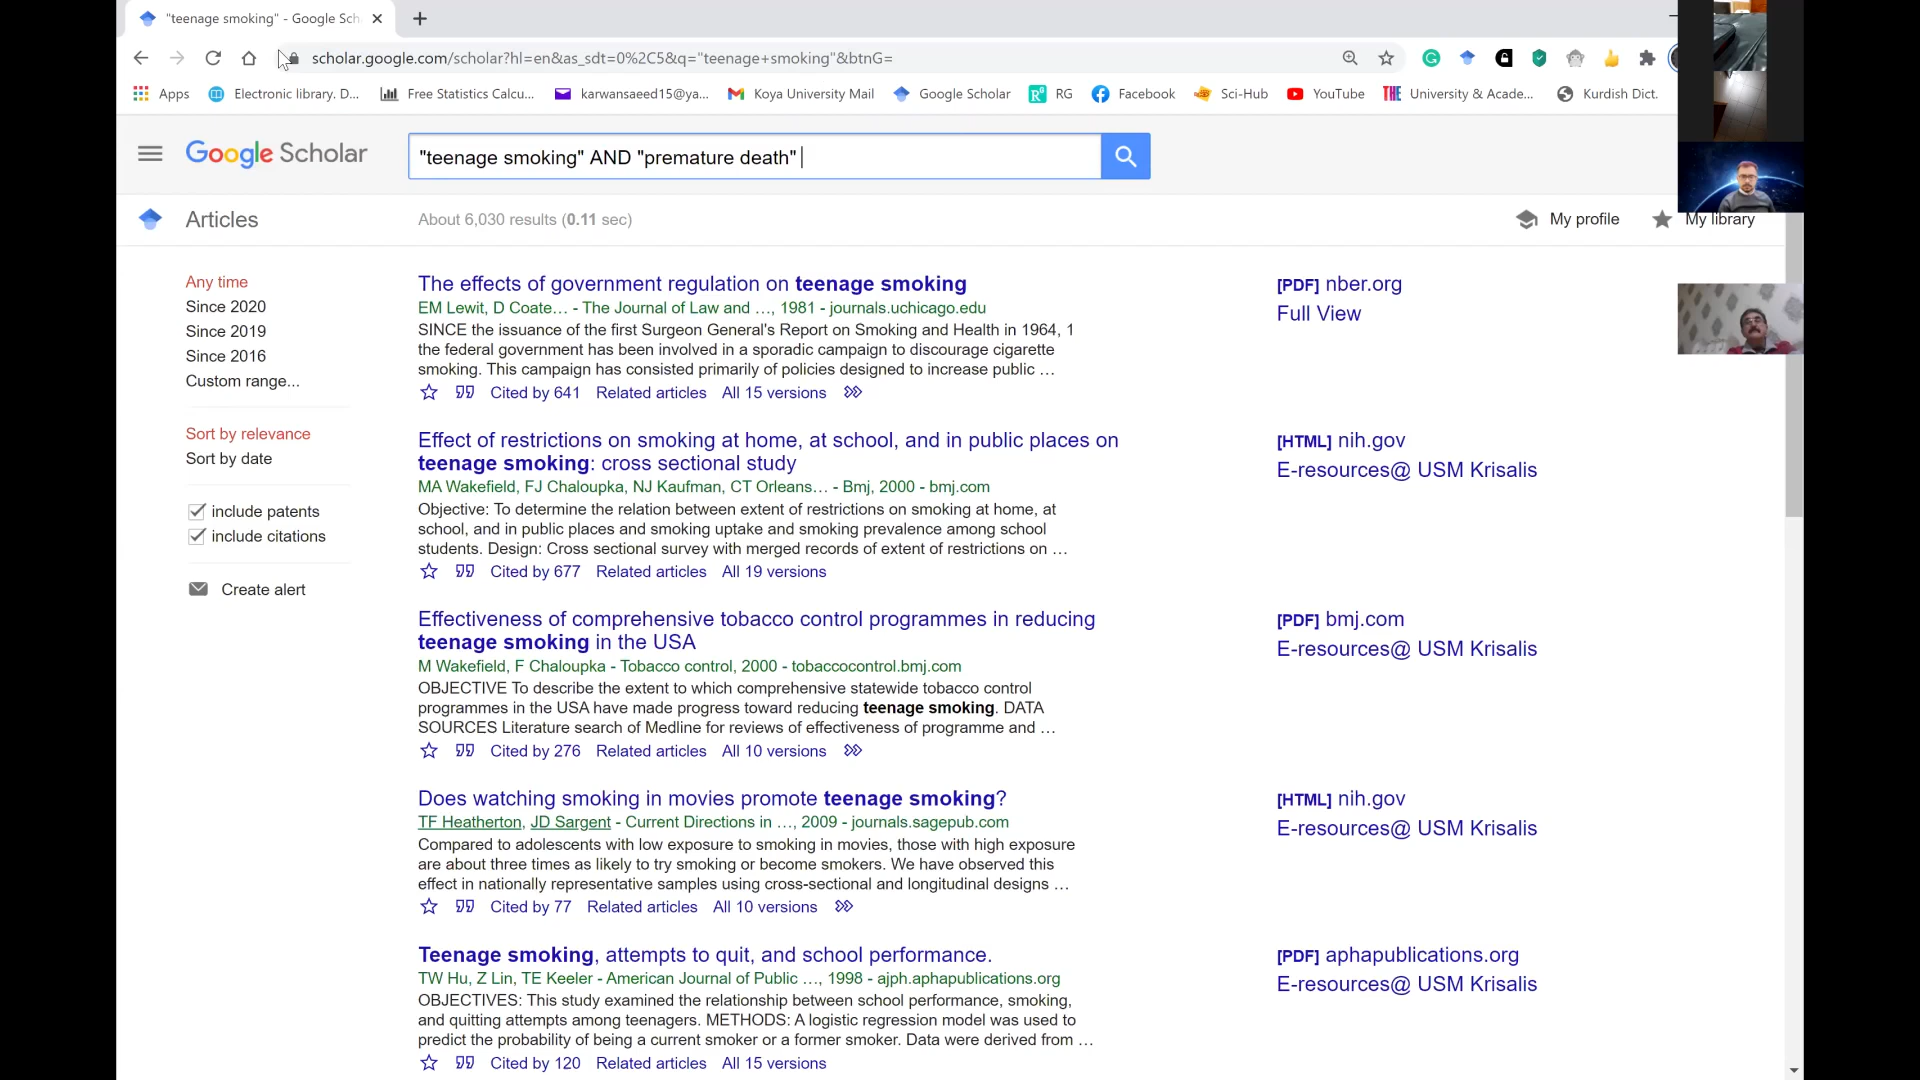 "teenage smoking" - Google Sch
scholar.google.com/scholar?hl=en&as_sdt=0%2C5&q="teenage+smoking"&btnG=
Apps Electronic library. D... Free Statistics Calcu... karwansaeed15@ya... Koya University Mail Google Scholar RG Facebook Sci-Hub YouTube University & Acade... Kurdish Dict.
Google Scholar
"teenage smoking" AND "premature death"
Articles
About 6,030 results (0.11 sec)
My profile
My library
Any time
Since 2020
Since 2019
Since 2016
Custom range...
Sort by relevance
Sort by date
include patents
include citations
Create alert
The effects of government regulation on teenage smoking
EM Lewit, D Coate… - The Journal of Law and …, 1981 - journals.uchicago.edu
SINCE the issuance of the first Surgeon General's Report on Smoking and Health in 1964, 1
the federal government has been involved in a sporadic campaign to discourage cigarette
smoking. This campaign has consisted primarily of policies designed to increase public …
Cited by 641 Related articles All 15 versions
[PDF] nber.org
Full View
Effect of restrictions on smoking at home, at school, and in public places on
teenage smoking: cross sectional study
MA Wakefield, FJ Chaloupka, NJ Kaufman, CT Orleans… - Bmj, 2000 - bmj.com
Objective: To determine the relation between extent of restrictions on smoking at home, at
school, and in public places and smoking uptake and smoking prevalence among school
students. Design: Cross sectional survey with merged records of extent of restrictions on …
Cited by 677 Related articles All 19 versions
[HTML] nih.gov
E-resources@ USM Krisalis
Effectiveness of comprehensive tobacco control programmes in reducing
teenage smoking in the USA
M Wakefield, F Chaloupka - Tobacco control, 2000 - tobaccocontrol.bmj.com
OBJECTIVE To describe the extent to which comprehensive statewide tobacco control
programmes in the USA have made progress toward reducing teenage smoking. DATA
SOURCES Literature search of Medline for reviews of effectiveness of programme and …
Cited by 276 Related articles All 10 versions
[PDF] bmj.com
E-resources@ USM Krisalis
Does watching smoking in movies promote teenage smoking?
TF Heatherton, JD Sargent - Current Directions in …, 2009 - journals.sagepub.com
Compared to adolescents with low exposure to smoking in movies, those with high exposure
are about three times as likely to try smoking or become smokers. We have observed this
effect in nationally representative samples using cross-sectional and longitudinal designs …
Cited by 77 Related articles All 10 versions
[HTML] nih.gov
E-resources@ USM Krisalis
Teenage smoking, attempts to quit, and school performance.
TW Hu, Z Lin, TE Keeler - American Journal of Public …, 1998 - ajph.aphapublications.org
OBJECTIVES: This study examined the relationship between school performance, smoking,
and quitting attempts among teenagers. METHODS: A logistic regression model was used to
predict the probability of being a current smoker or a former smoker. Data were derived from …
Cited by 120 Related articles All 15 versions
[PDF] aphapublications.org
E-resources@ USM Krisalis